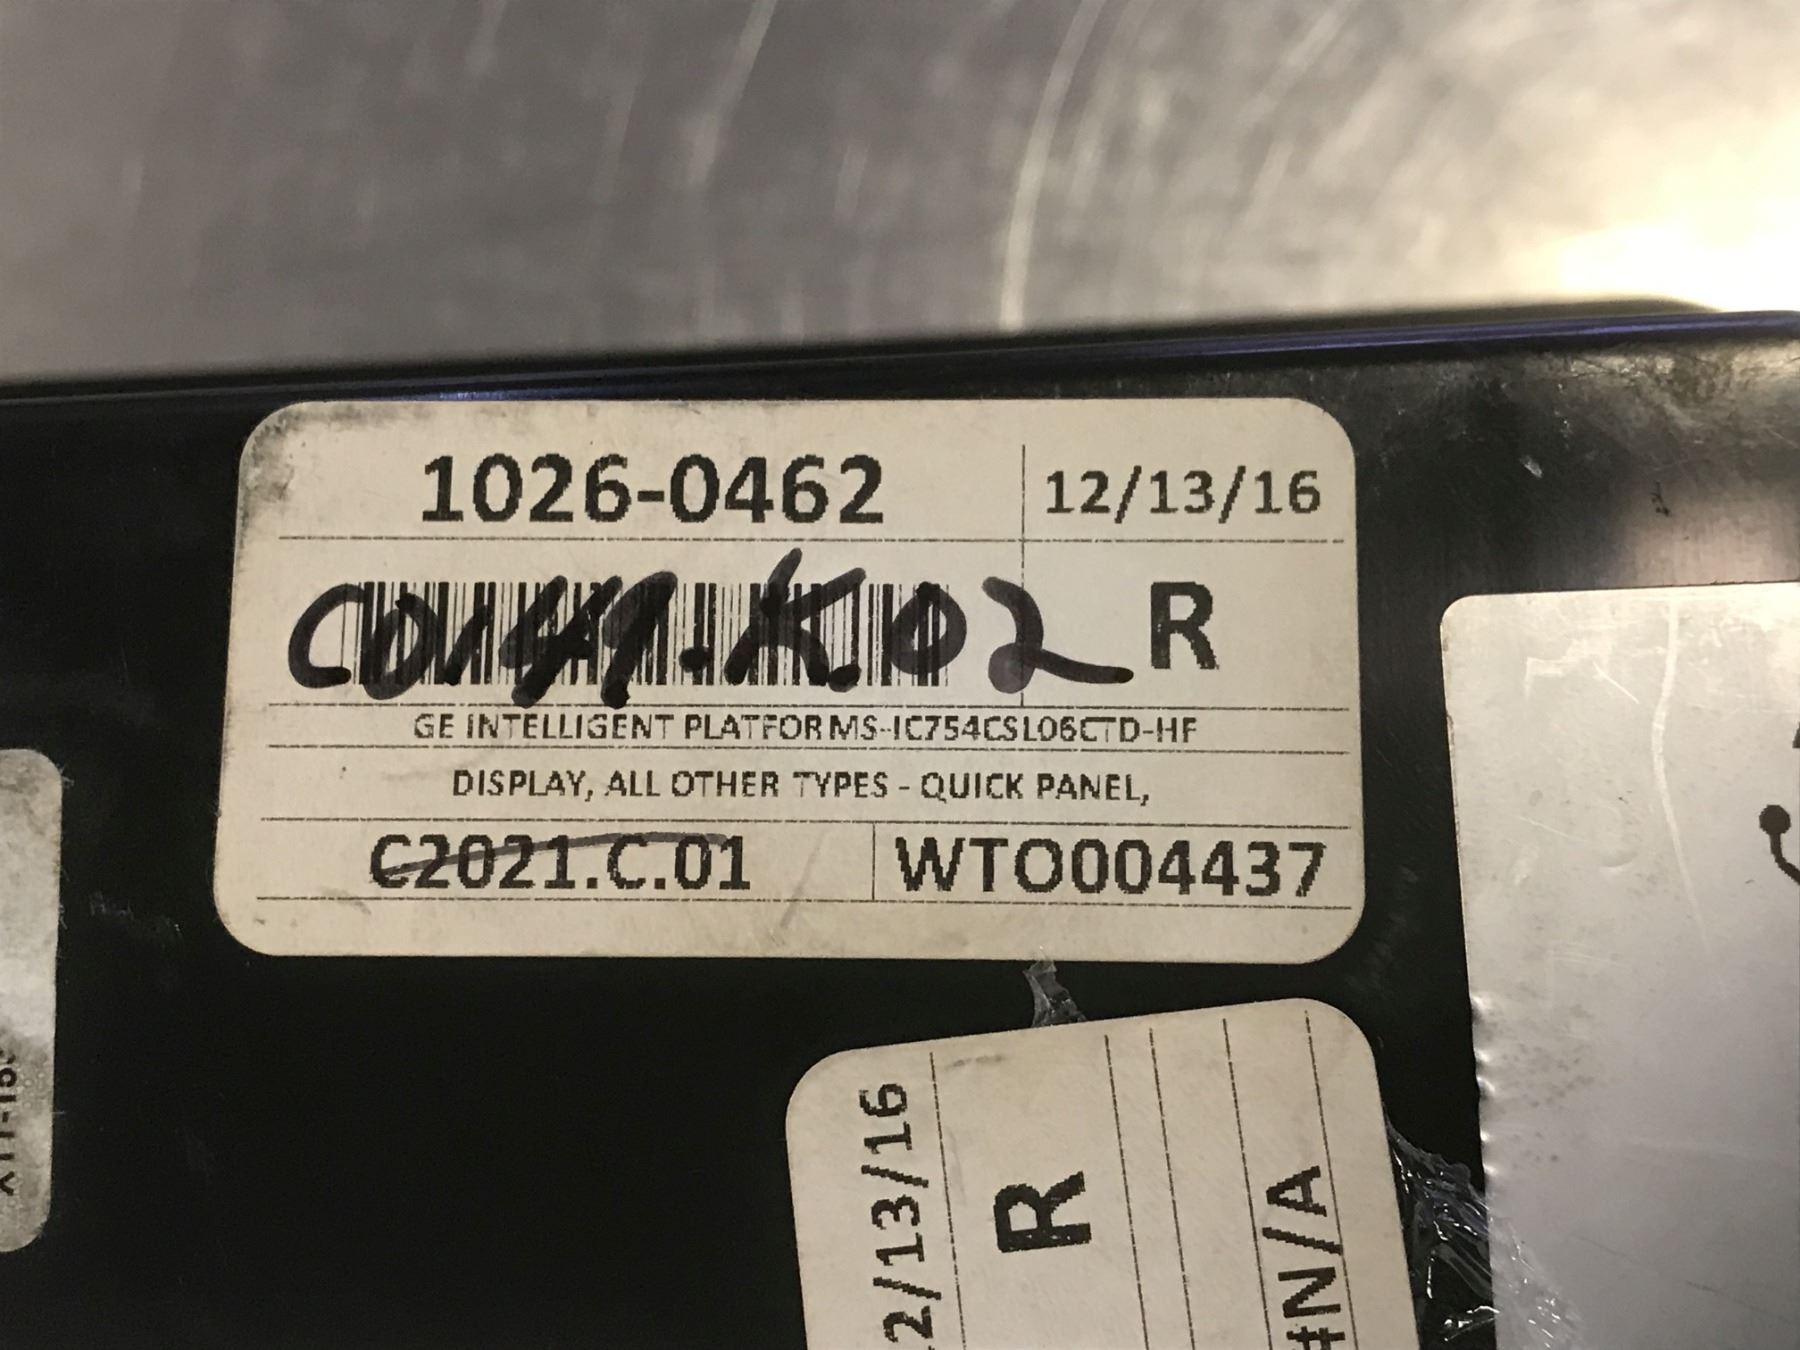 1026-0462 12/13/16
R
GE INTELLIGENT PLATFORMS-IC754CSL06CTD-HF
DISPLAY, ALL OTHER TYPES - QUICK PANEL,
C2021.C.01 WTO004437
2/13/16
R
#N/A